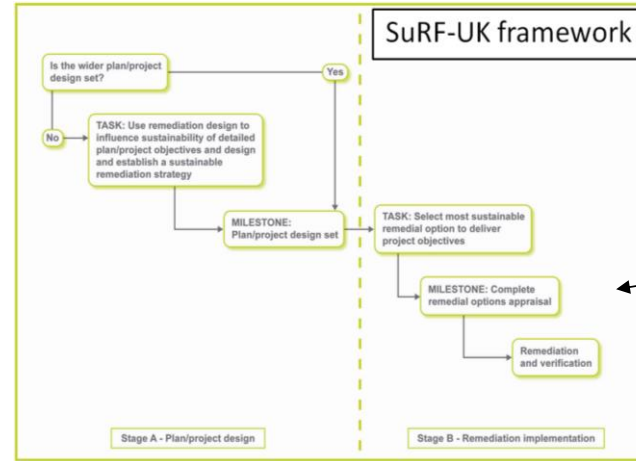 SuRF-UK framework
Is the wider plan/project
design set?
Yes
No
TASK: Use remediation design to
influence sustainability of detailed
plan/project objectives and design
and establish a sustainable
remediation strategy
MILESTONE:
Plan/project design set
TASK: Select most sustainable
remedial option to deliver
project objectives
MILESTONE: Complete
remedial options appraisal
Remediation
and verification
Stage A - Plan/project design
Stage B - Remediation implementation